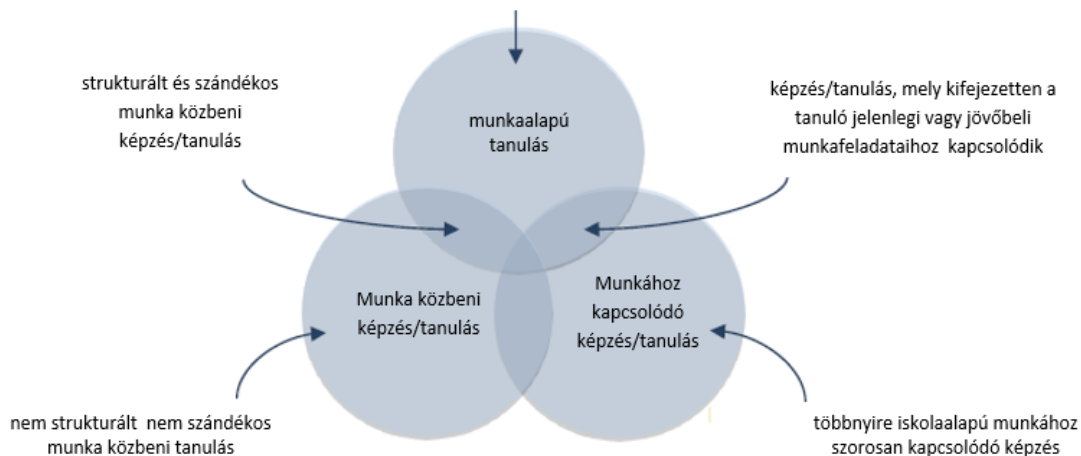 strukturált és szándékos
munka közbeni
képzés/tanulás
munkaalapú
tanulás
képzés/tanulás, mely kifejezetten a
tanuló jelenlegi vagy jövőbeli
munkafeladataihoz kapcsolódik
Munka közbeni
képzés/tanulás
Munkához
kapcsolódó
képzés/tanulás
nem strukturált nem szándékos
munka közbeni tanulás
többnyire iskolaalapú munkához
szorosan kapcsolódó képzés